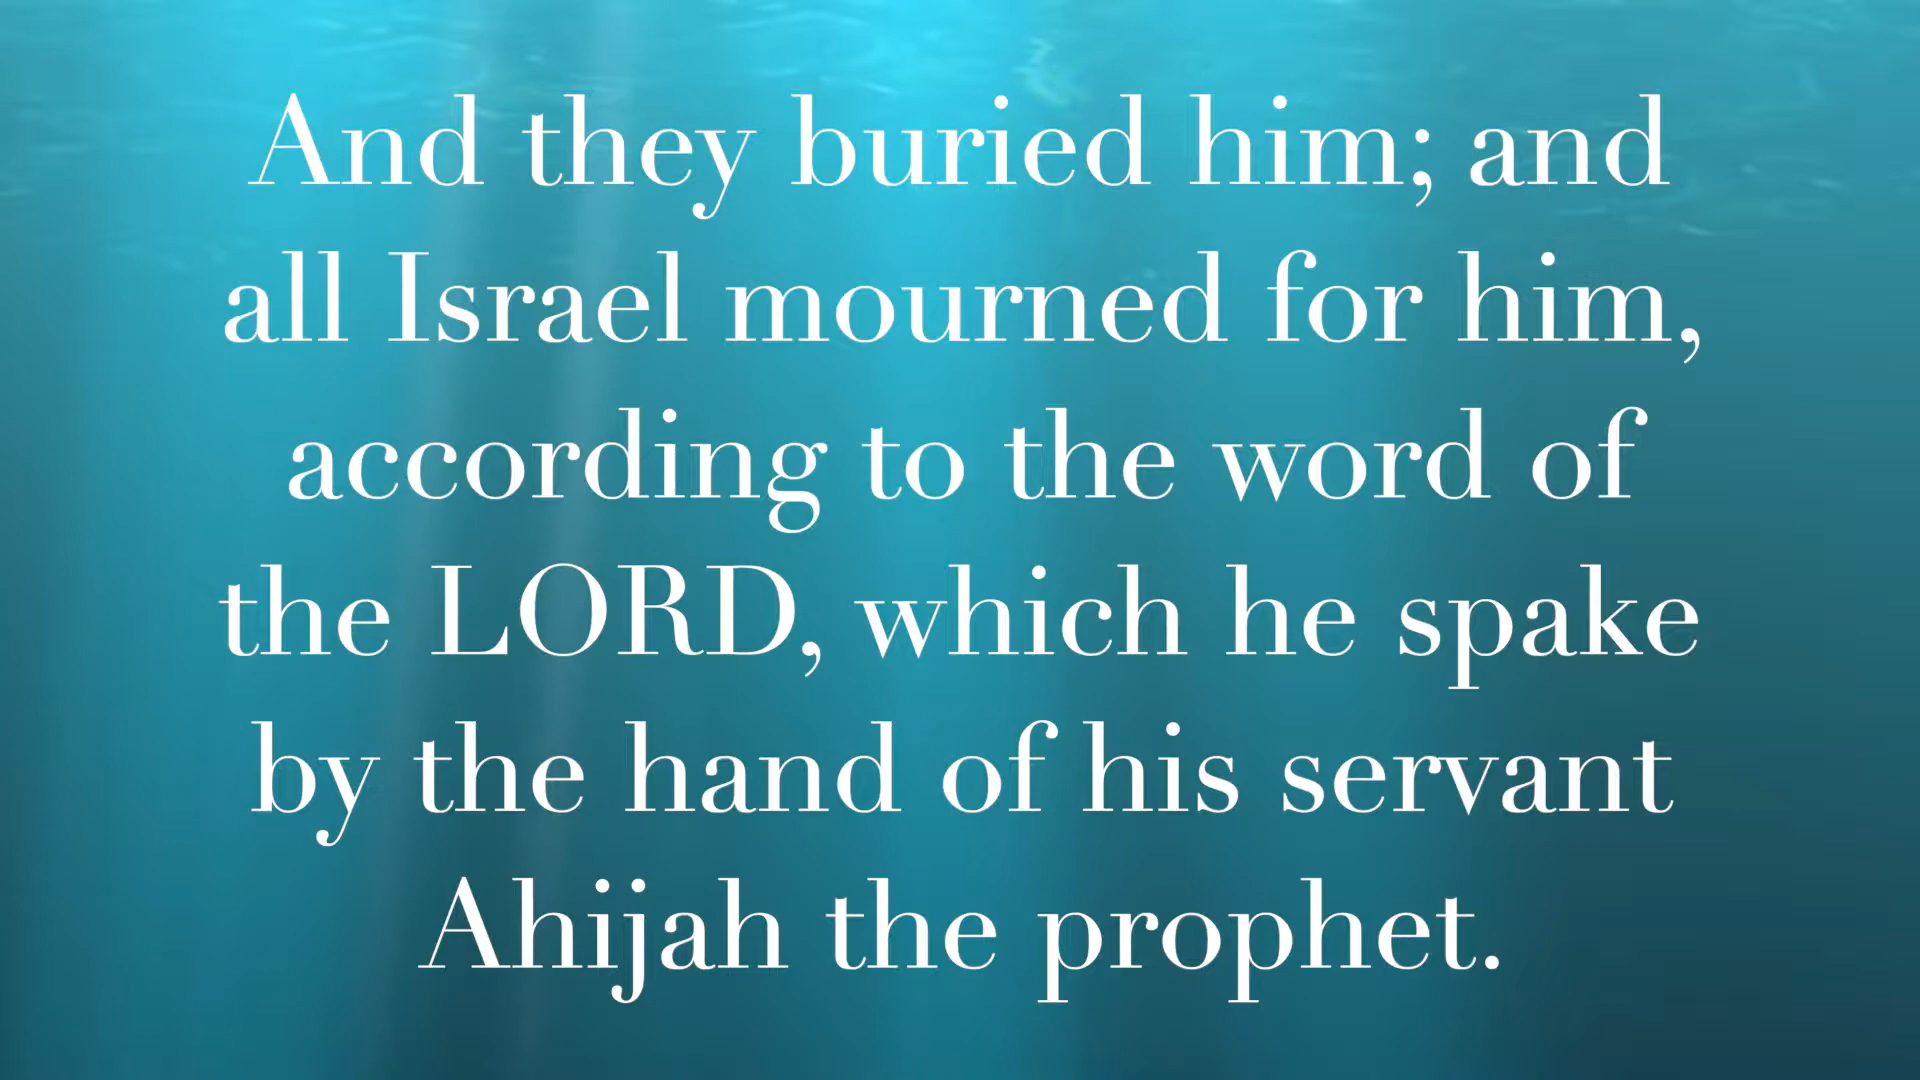 And they buried him; and
all Israel mourned for him,
according to the word of
the LORD, which he spake
by the hand of his servant
Ahijah the prophet.